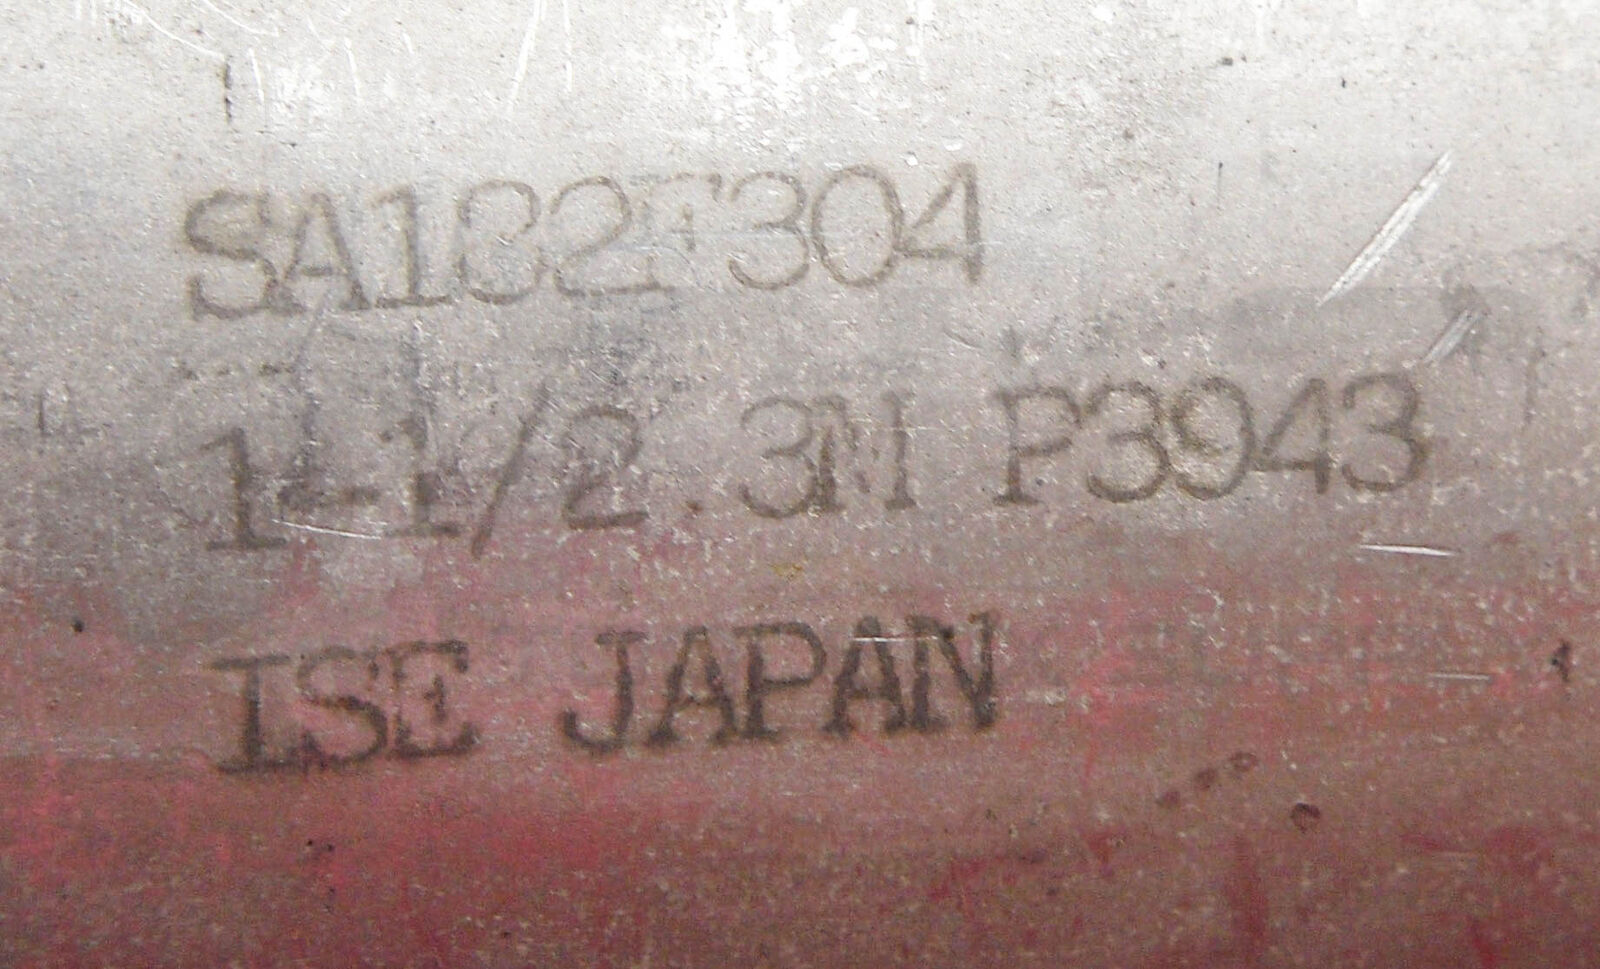 SA182F304
1-1/2.3M P3943
ISE JAPAN